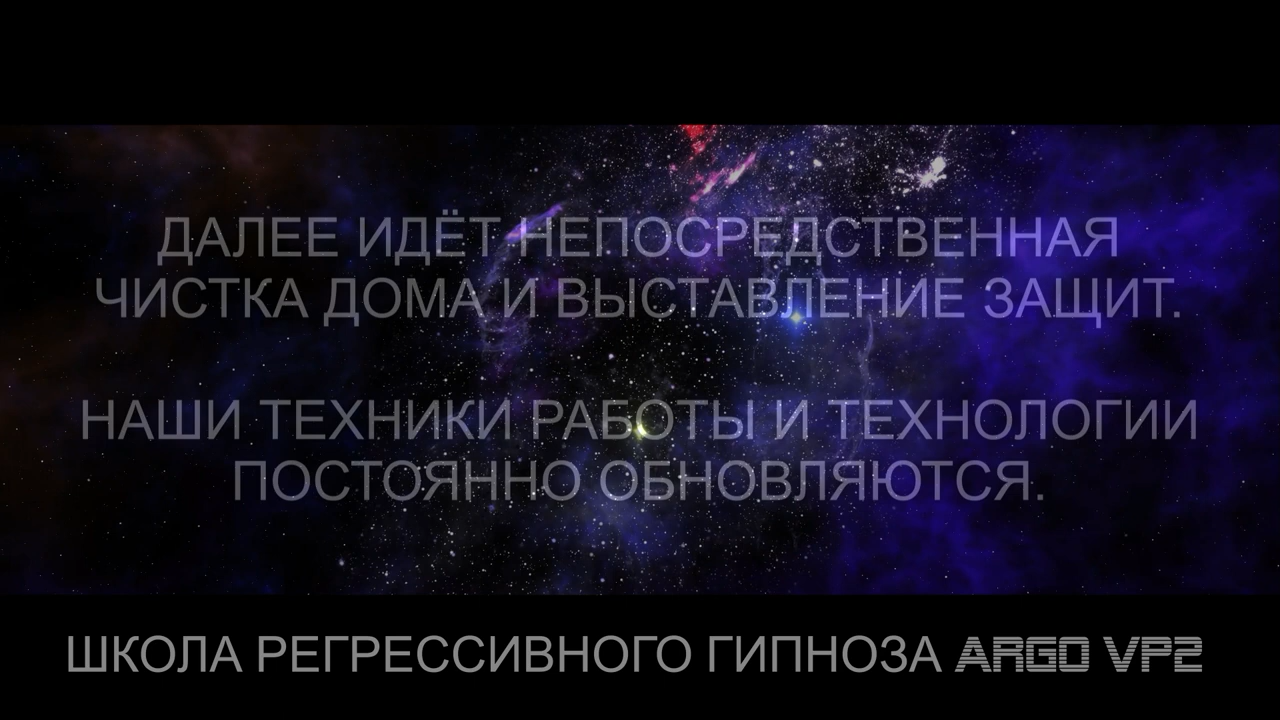 ДАЛЕЕ ИДЁТ НЕПОСРЕДСТВЕННАЯ
ЧИСТКА ДОМА И ВЫСТАВЛЕНИЕ ЗАЩИТ.
НАШИ ТЕХНИКИ РАБОТЫ И ТЕХНОЛОГИИ
ПОСТОЯННО ОБНОВЛЯЮТСЯ.
ШКОЛА РЕГРЕССИВНОГО ГИПНОЗА ARGO VP2